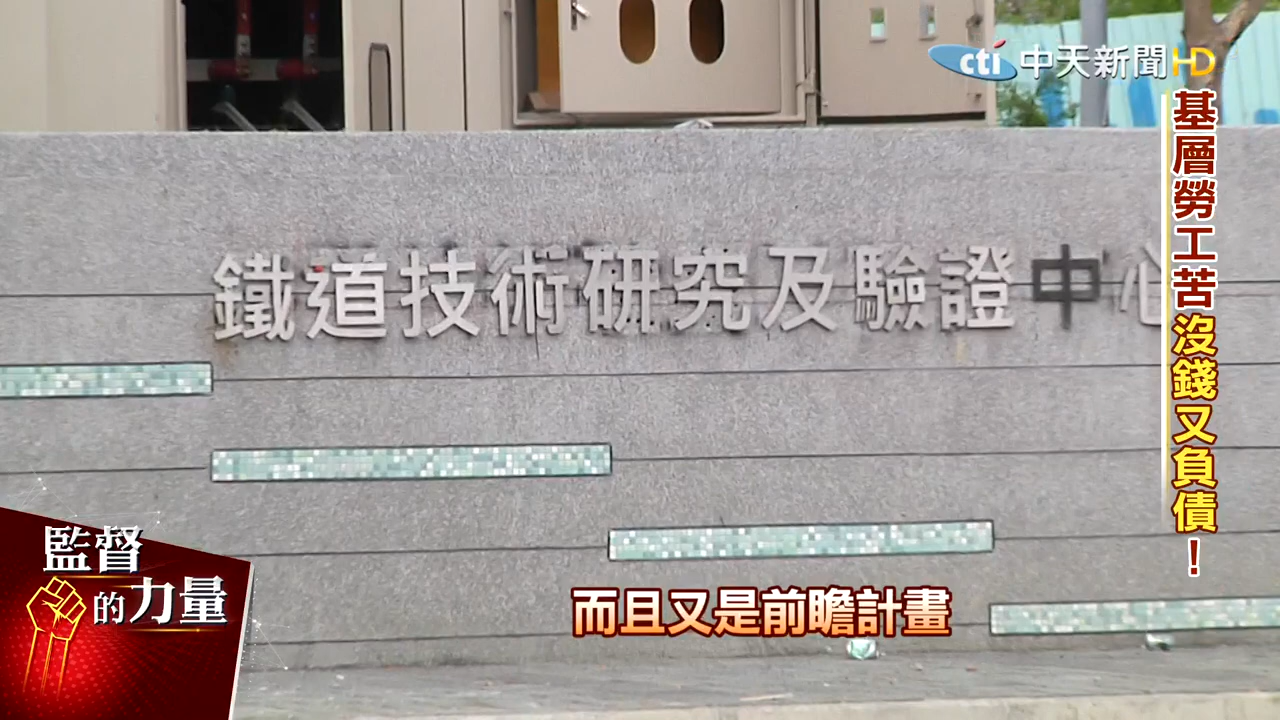 cti 中天新聞HD
基層勞工苦沒錢又負債！
鐵道技術研究及驗證中心
監督
的力量
而且又是前瞻計畫